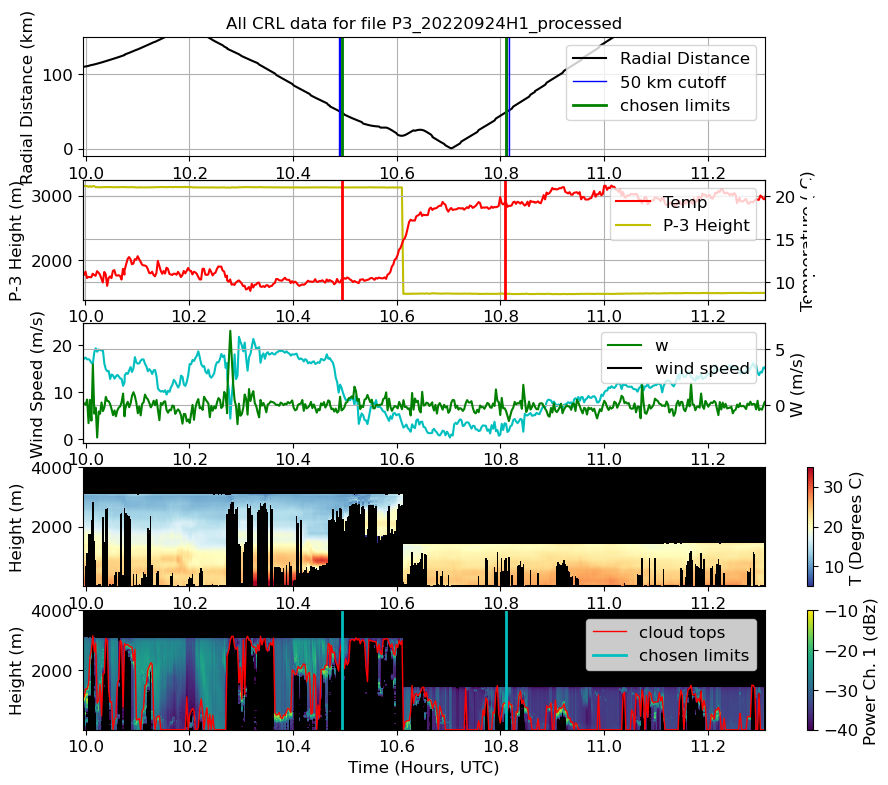 All CRL data for file P3_20220924H1_processed
Radial Distance (km)
100
0
Radial Distance
50 km cutoff
chosen limits
10.0 10.2 10.4 10.6 10.8 11.0 11.2
P-3 Height (m)
3000
2000
Temp
P-3 Height
20
15
10
10.0 10.2 10.4 10.6 10.8 11.0 11.2
Wind Speed (m/s)
20
10
0
w
wind speed
5
0
W (m/s)
10.0 10.2 10.4 10.6 10.8 11.0 11.2
Height (m)
4000
2000
30
20
10
T (Degrees C)
10.0 10.2 10.4 10.6 10.8 11.0 11.2
Height (m)
4000
2000
cloud tops
chosen limits
−10
−20
−30
−40
Power Ch. 1 (dBz)
10.0 10.2 10.4 10.6 10.8 11.0 11.2
Time (Hours, UTC)